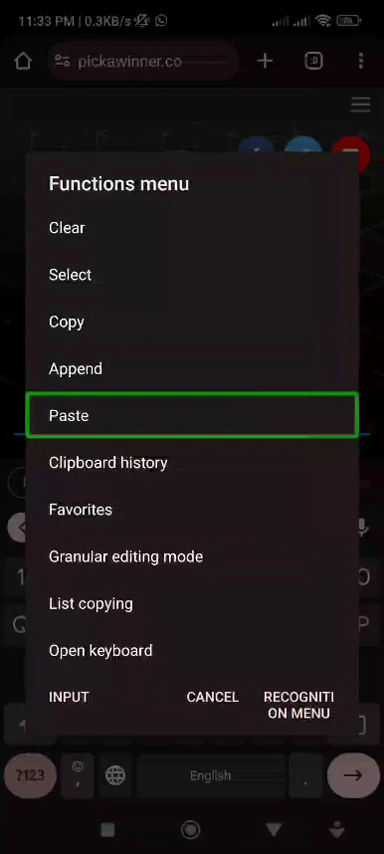 11:33 PM | 0.3KB/s
pickawinner.co
Functions menu
Clear
Select
Copy
Append
Paste
Clipboard history
Favorites
Granular editing mode
List copying
Open keyboard
INPUT
CANCEL
RECOGNITI
ON MENU
Q
P
?123
,
English
.